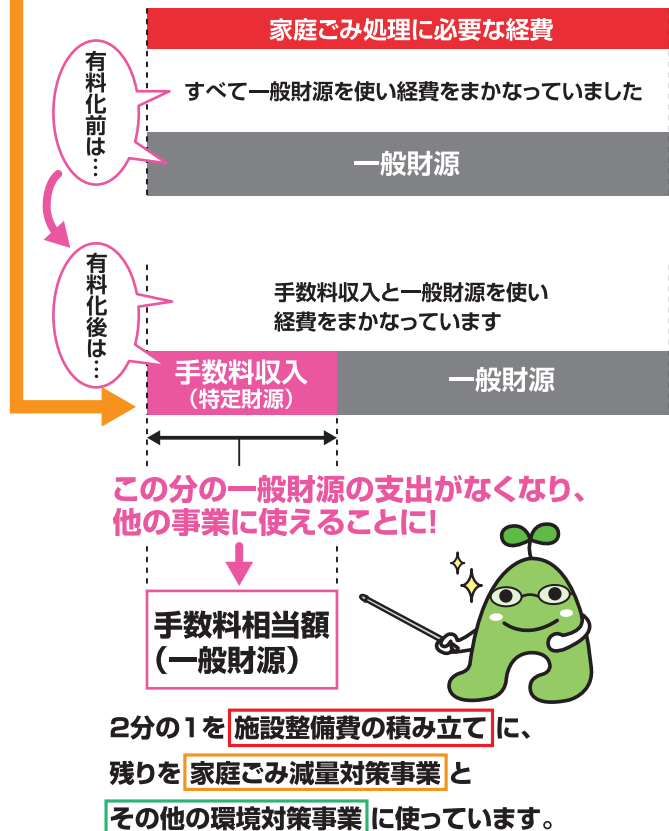 家庭ごみ処理に必要な経費
有料化前は…
すべて一般財源を使い経費をまかなっていました
一般財源
有料化後は…
手数料収入と一般財源を使い
経費をまかなっています
手数料収入
（特定財源）
一般財源
この分の一般財源の支出がなくなり、
他の事業に使えることに!
手数料相当額
（一般財源）
2分の1を施設整備費の積み立てに、
残りを家庭ごみ減量対策事業と
その他の環境対策事業に使っています。